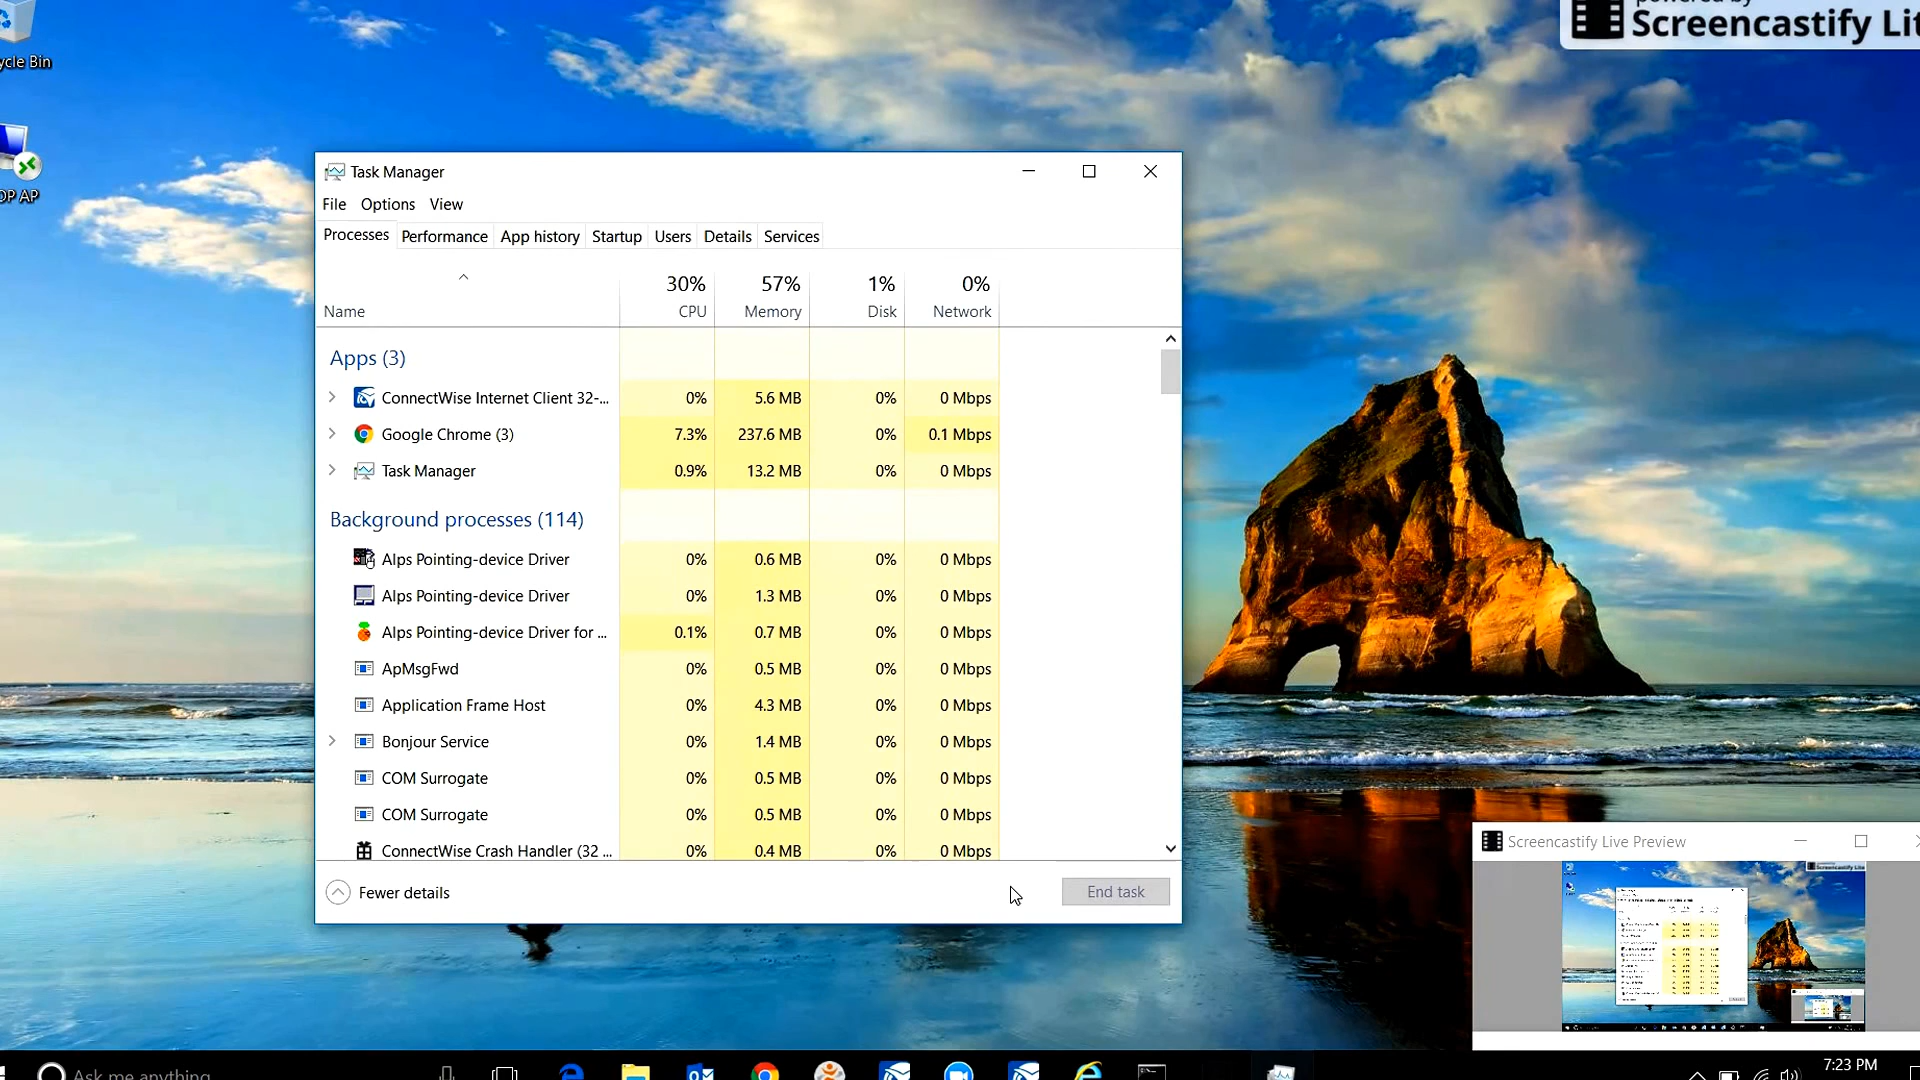 powered by
Screencastify Lit
ycle Bin
OP AP
Task Manager
File Options View
Processes Performance App history Startup Users Details Services
30% 57% 1% 0%
Name CPU Memory Disk Network
Apps (3)
ConnectWise Internet Client 32-... 0% 5.6 MB 0% 0 Mbps
Google Chrome (3) 7.3% 237.6 MB 0% 0.1 Mbps
Task Manager 0.9% 13.2 MB 0% 0 Mbps
Background processes (114)
Alps Pointing-device Driver 0% 0.6 MB 0% 0 Mbps
Alps Pointing-device Driver 0% 1.3 MB 0% 0 Mbps
Alps Pointing-device Driver for ... 0.1% 0.7 MB 0% 0 Mbps
ApMsgFwd 0% 0.5 MB 0% 0 Mbps
Application Frame Host 0% 4.3 MB 0% 0 Mbps
Bonjour Service 0% 1.4 MB 0% 0 Mbps
COM Surrogate 0% 0.5 MB 0% 0 Mbps
COM Surrogate 0% 0.5 MB 0% 0 Mbps
ConnectWise Crash Handler (32 ... 0% 0.4 MB 0% 0 Mbps
Fewer details End task
Screencastify Live Preview
Ask me anything
7:23 PM